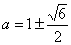 a = 1 ± √6/2